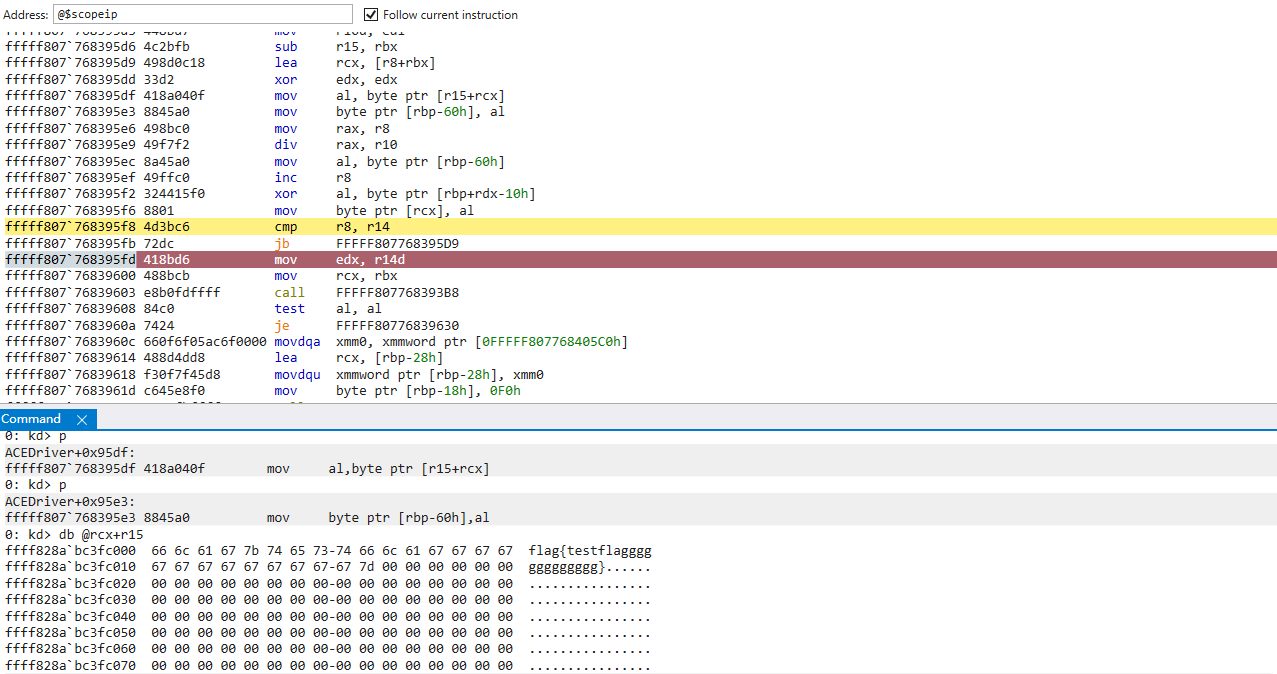 Address: @$scopeip Follow current instruction
fffff807`768395d6 4c2bfb sub r15, rbx
fffff807`768395d9 498d0c18 lea rcx, [r8+rbx]
fffff807`768395dd 33d2 xor edx, edx
fffff807`768395df 418a040f mov al, byte ptr [r15+rcx]
fffff807`768395e3 8845a0 mov byte ptr [rbp-60h], al
fffff807`768395e6 498bc0 mov rax, r8
fffff807`768395e9 49f7f2 div rax, r10
fffff807`768395ec 8a45a0 mov al, byte ptr [rbp-60h]
fffff807`768395ef 49ffc0 inc r8
fffff807`768395f2 324415f0 xor al, byte ptr [rbp+rdx-10h]
fffff807`768395f6 8801 mov byte ptr [rcx], al
fffff807`768395f8 4d3bc6 cmp r8, r14
fffff807`768395fb 72dc jb FFFFF807768395D9
fffff807`768395fd 418bd6 mov edx, r14d
fffff807`76839600 488bcb mov rcx, rbx
fffff807`76839603 e8b0fdffff call FFFFF807768393B8
fffff807`76839608 84c0 test al, al
fffff807`7683960a 7424 je FFFFF80776839630
fffff807`7683960c 660f6f05ac6f0000 movdqa xmm0, xmmword ptr [0FFFFF807768405C0h]
fffff807`76839614 488d4dd8 lea rcx, [rbp-28h]
fffff807`76839618 f30f7f45d8 movdqu xmmword ptr [rbp-28h], xmm0
fffff807`7683961d c645e8f0 mov byte ptr [rbp-18h], 0F0h
Command
0: kd> p
ACEDriver+0x95df:
fffff807`768395df 418a040f mov al,byte ptr [r15+rcx]
0: kd> p
ACEDriver+0x95e3:
fffff807`768395e3 8845a0 mov byte ptr [rbp-60h],al
0: kd> db @rcx+r15
ffff828a`bc3fc000 66 6c 61 67 7b 74 65 73-74 66 6c 61 67 67 67 67 flag{testflagggg
ffff828a`bc3fc010 67 67 67 67 67 67 67 67-67 7d 00 00 00 00 00 00 ggggggggg}......
ffff828a`bc3fc020 00 00 00 00 00 00 00 00-00 00 00 00 00 00 00 00 ................
ffff828a`bc3fc030 00 00 00 00 00 00 00 00-00 00 00 00 00 00 00 00 ................
ffff828a`bc3fc040 00 00 00 00 00 00 00 00-00 00 00 00 00 00 00 00 ................
ffff828a`bc3fc050 00 00 00 00 00 00 00 00-00 00 00 00 00 00 00 00 ................
ffff828a`bc3fc060 00 00 00 00 00 00 00 00-00 00 00 00 00 00 00 00 ................
ffff828a`bc3fc070 00 00 00 00 00 00 00 00-00 00 00 00 00 00 00 00 ................